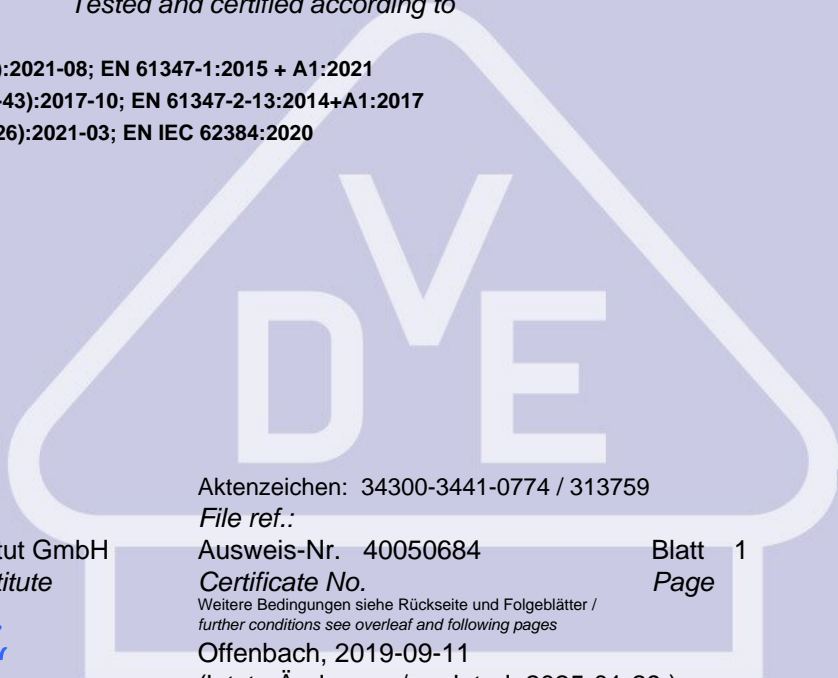 Tested and certified according to
):2021-08; EN 61347-1:2015 + A1:2021
-43):2017-10; EN 61347-2-13:2014+A1:2017
26):2021-03; EN IEC 62384:2020
V
D E
Aktenzeichen: 34300-3441-0774 / 313759
File ref.:
tut GmbH Ausweis-Nr. 40050684 Blatt 1
titute Certificate No. Page
Weitere Bedingungen siehe Rückseite und Folgeblätter /
further conditions see overleaf and following pages
Offenbach, 2019-09-11